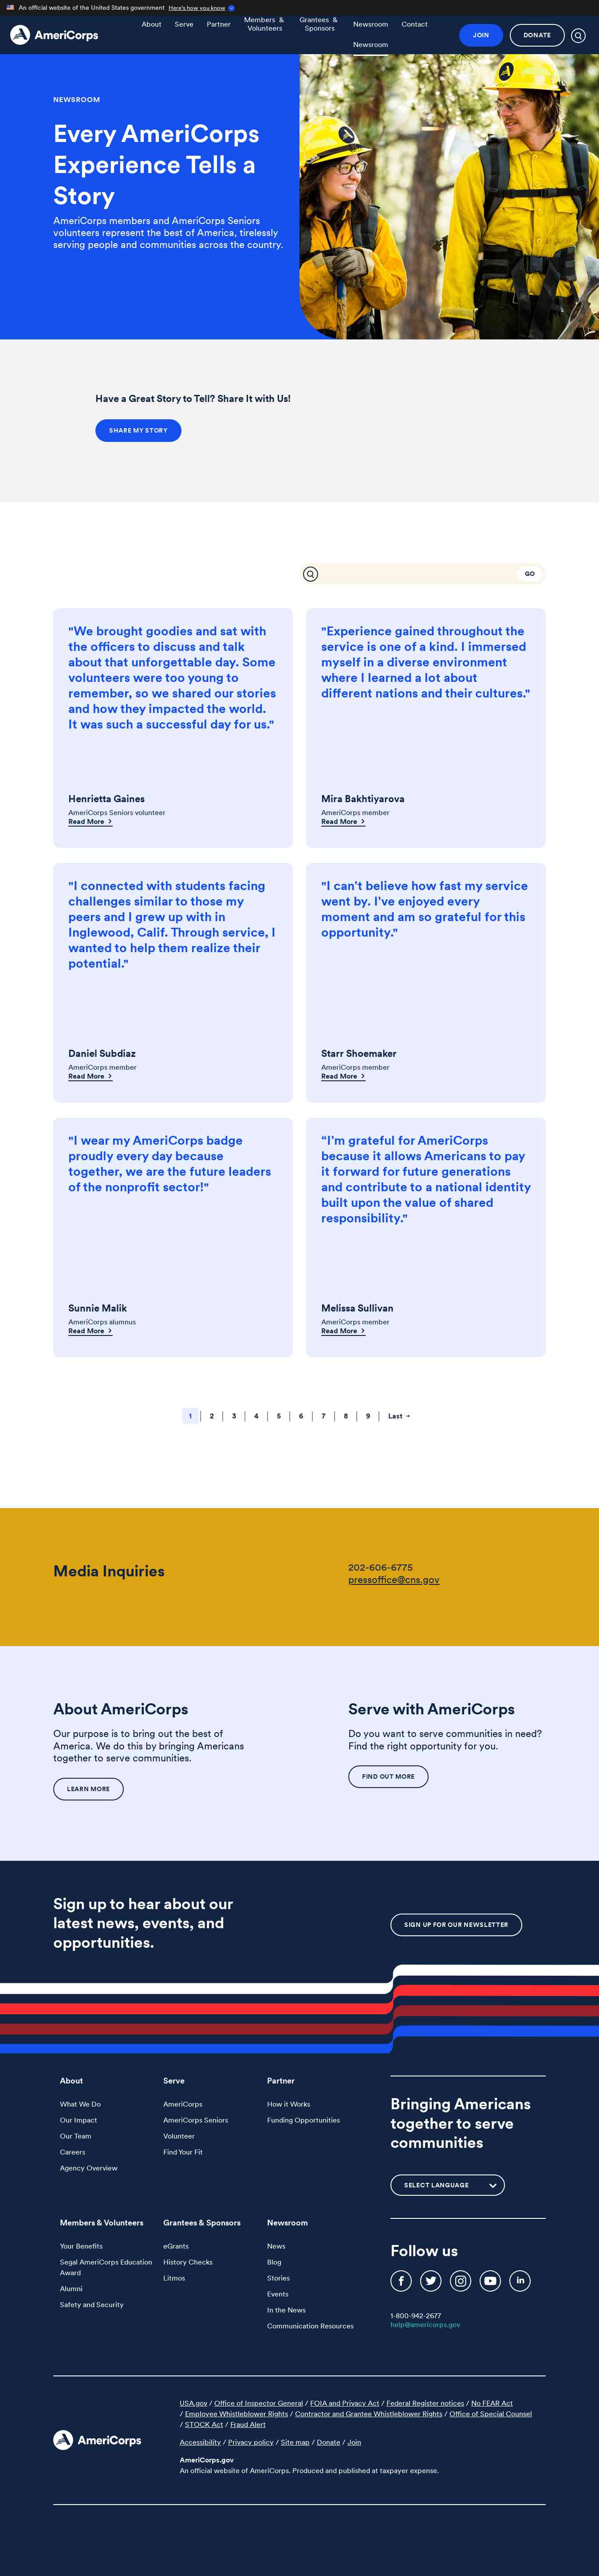 An official website of the United States government Here's how you know
AmeriCorps
About Serve Partner Members & Volunteers Grantees & Sponsors Newsroom Contact
Newsroom
JOIN DONATE
NEWSROOM
Every AmeriCorps
Experience Tells a
Story
AmeriCorps members and AmeriCorps Seniors
volunteers represent the best of America, tirelessly
serving people and communities across the country.
Have a Great Story to Tell? Share It with Us!
SHARE MY STORY
GO
"We brought goodies and sat with
the officers to discuss and talk
about that unforgettable day. Some
volunteers were too young to
remember, so we shared our stories
and how they impacted the world.
It was such a successful day for us."
Henrietta Gaines
AmeriCorps Seniors volunteer
Read More
"Experience gained throughout the
service is one of a kind. I immersed
myself in a diverse environment
where I learned a lot about
different nations and their cultures."
Mira Bakhtiyarova
AmeriCorps member
Read More
"I connected with students facing
challenges similar to those my
peers and I grew up with in
Inglewood, Calif. Through service, I
wanted to help them realize their
potential."
Daniel Subdiaz
AmeriCorps member
Read More
"I can't believe how fast my service
went by. I've enjoyed every
moment and am so grateful for this
opportunity."
Starr Shoemaker
AmeriCorps member
Read More
"I wear my AmeriCorps badge
proudly every day because
together, we are the future leaders
of the nonprofit sector!"
Sunnie Malik
AmeriCorps alumnus
Read More
“I’m grateful for AmeriCorps
because it allows Americans to pay
it forward for future generations
and contribute to a national identity
built upon the value of shared
responsibility."
Melissa Sullivan
AmeriCorps member
Read More
1 2 3 4 5 6 7 8 9 Last →
Media Inquiries
202-606-6775
pressoffice@cns.gov
About AmeriCorps
Our purpose is to bring out the best of
America. We do this by bringing Americans
together to serve communities.
LEARN MORE
Serve with AmeriCorps
Do you want to serve communities in need?
Find the right opportunity for you.
FIND OUT MORE
Sign up to hear about our
latest news, events, and
opportunities.
SIGN UP FOR OUR NEWSLETTER
About
What We Do
Our Impact
Our Team
Careers
Agency Overview
Serve
AmeriCorps
AmeriCorps Seniors
Volunteer
Find Your Fit
Partner
How it Works
Funding Opportunities
Members & Volunteers
Your Benefits
Segal AmeriCorps Education
Award
Alumni
Safety and Security
Grantees & Sponsors
eGrants
History Checks
Litmos
Newsroom
News
Blog
Stories
Events
In the News
Communication Resources
Bringing Americans
together to serve
communities
SELECT LANGUAGE
Follow us
1-800-942-2677
help@americorps.gov
AmeriCorps
USA.gov / Office of Inspector General / FOIA and Privacy Act / Federal Register notices / No FEAR Act
/ Employee Whistleblower Rights / Contractor and Grantee Whistleblower Rights / Office of Special Counsel
/ STOCK Act / Fraud Alert
Accessibility / Privacy policy / Site map / Donate / Join
AmeriCorps.gov
An official website of AmeriCorps. Produced and published at taxpayer expense.